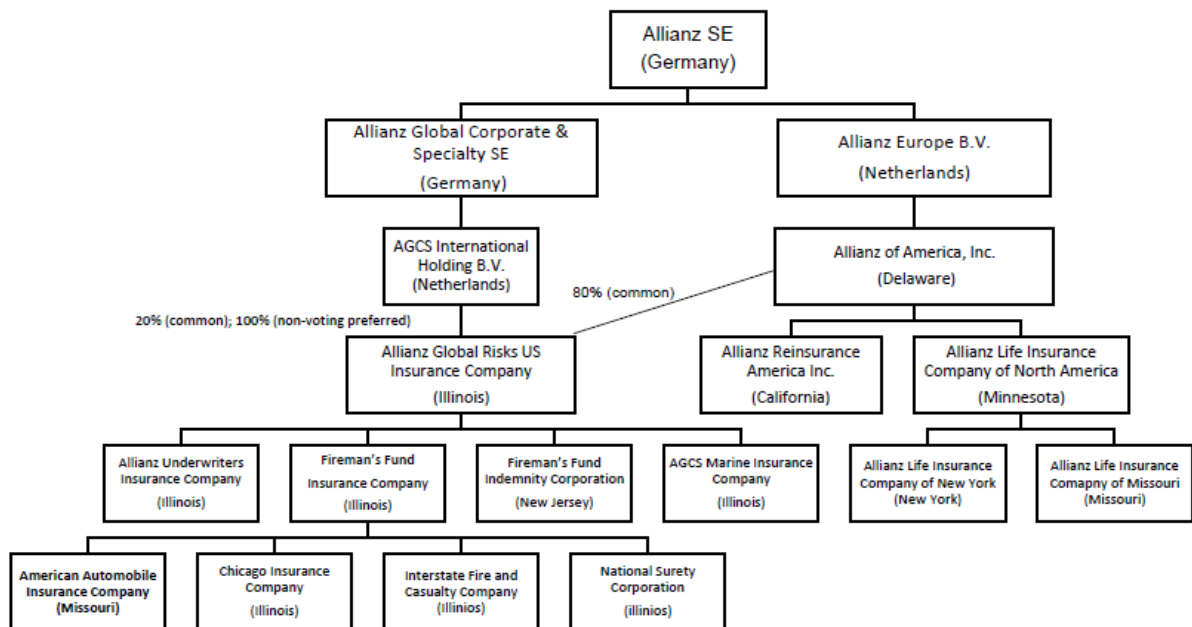 Allianz SE
(Germany)
Allianz Global Corporate &
Specialty SE
(Germany)
Allianz Europe B.V.
(Netherlands)
AGCS International
Holding B.V.
(Netherlands)
Allianz of America, Inc.
(Delaware)
80% (common)
20% (common); 100% (non-voting preferred)
Allianz Global Risks US
Insurance Company
(Illinois)
Allianz Reinsurance
America Inc.
(California)
Allianz Life Insurance
Company of North America
(Minnesota)
Allianz Underwriters
Insurance Company
(Illinois)
Fireman's Fund
Insurance Company
(Illinois)
Fireman's Fund
Indemnity Corporation
(New Jersey)
AGCS Marine Insurance
Company
(Illinois)
Allianz Life Insurance
Company of New York
(New York)
Allianz Life Insurance
Comapny of Missouri
(Missouri)
American Automobile
Insurance Company
(Missouri)
Chicago Insurance
Company
(Illinois)
Interstate Fire and
Casualty Company
(Illinios)
National Surety
Corporation
(illinios)